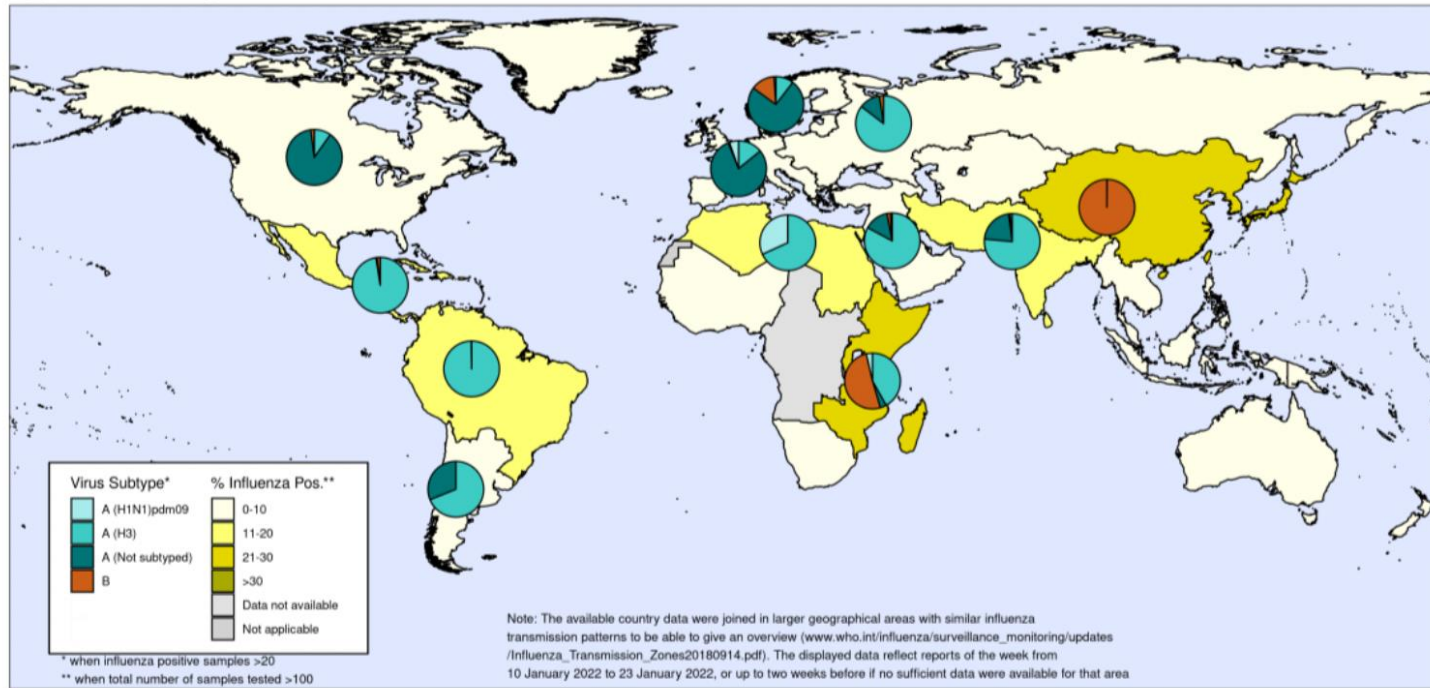 Virus Subtype*
A (H1N1)pdm09
A (H3)
A (Not subtyped)
B
% Influenza Pos.**
0-10
11-20
21-30
>30
Data not available
Not applicable
* when influenza positive samples >20
** when total number of samples tested >100
Note: The available country data were joined in larger geographical areas with similar influenza
transmission patterns to be able to give an overview (www.who.int/influenza/surveillance_monitoring/updates
/Influenza_Transmission_Zones20180914.pdf). The displayed data reflect reports of the week from
10 January 2022 to 23 January 2022, or up to two weeks before if no sufficient data were available for that area